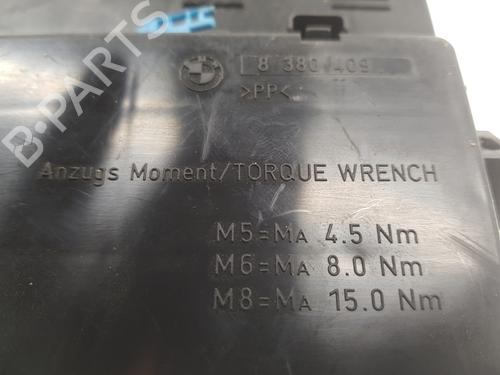 BMW
8 380 409
>PP<
Anzugs Moment/TORQUE WRENCH
M5=MA 4.5 Nm
M6=MA 8.0 Nm
M8=MA 15.0 Nm
B-PARTS